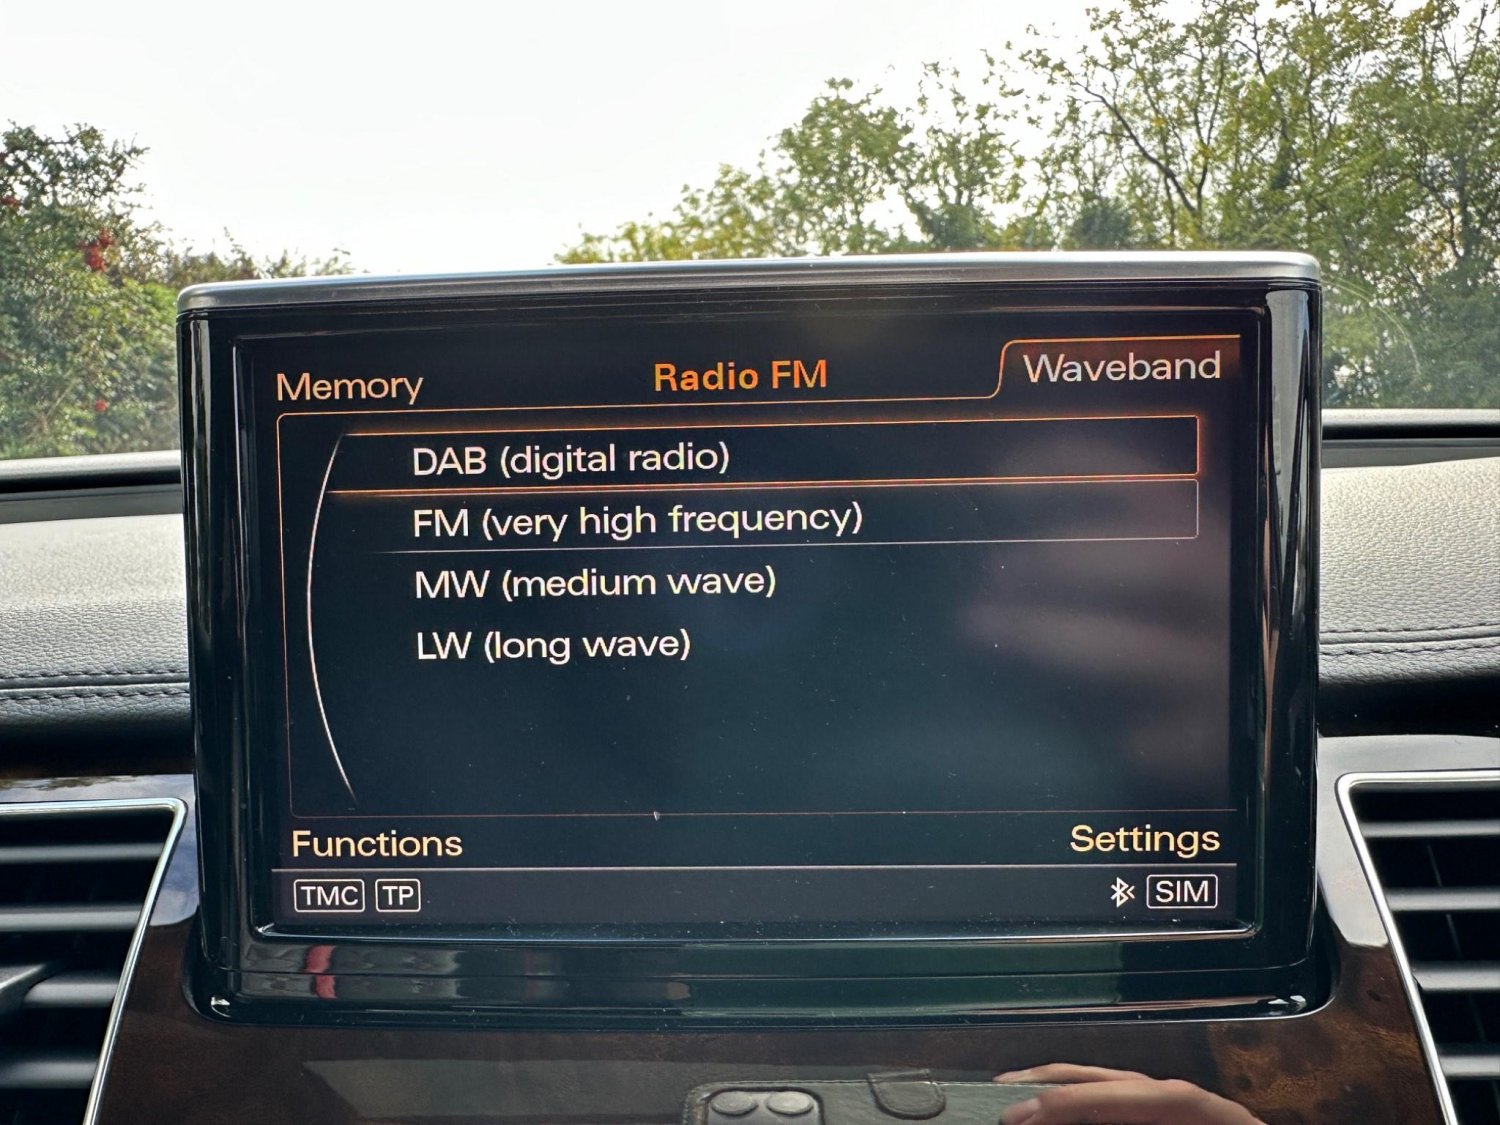 Memory Radio FM Waveband
DAB (digital radio)
FM (very high frequency)
MW (medium wave)
LW (long wave)
Functions Settings
TMC TP SIM